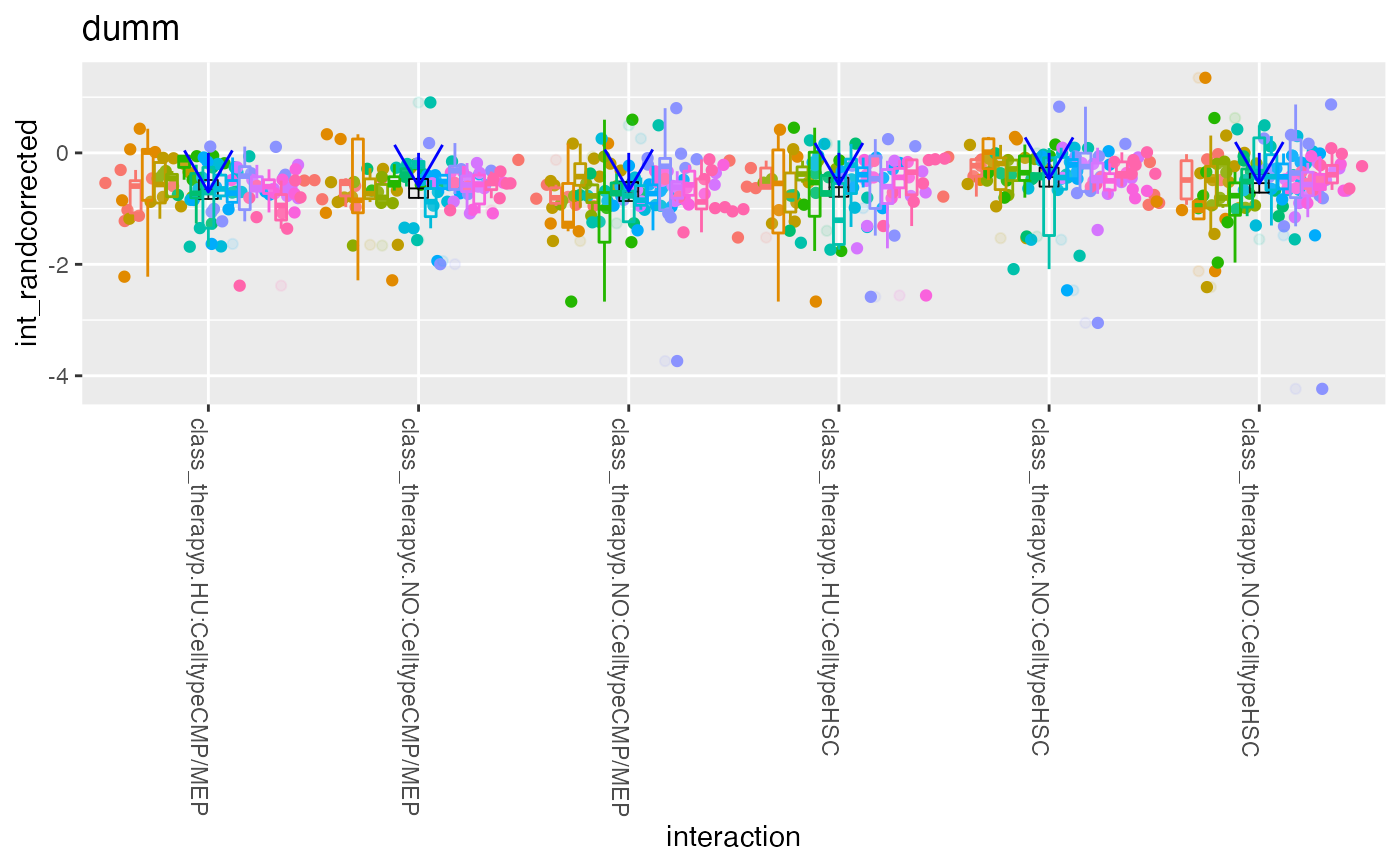 dumm
int_randcorrected
0
-2
-4
class_therapyp.HU:CelltypeCMP/MEP
class_therapyc.NO:CelltypeCMP/MEP
class_therapyp.NO:CelltypeCMP/MEP
class_therapyp.HU:CelltypeHSC
class_therapyc.NO:CelltypeHSC
class_therapyp.NO:CelltypeHSC
interaction